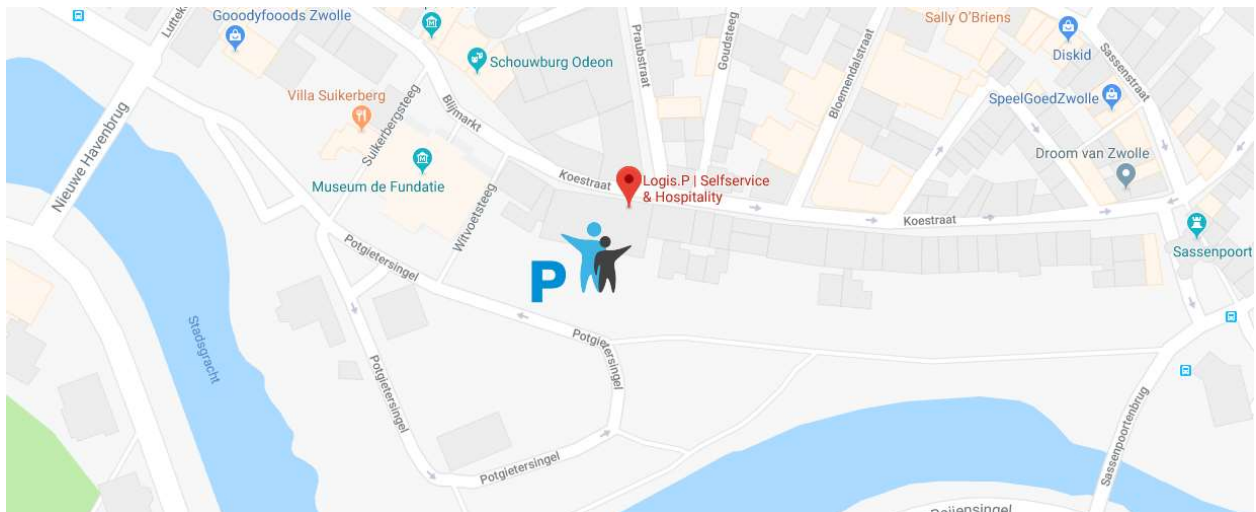 Gooodyfooods Zwolle
Schouwburg Odeon
Praubstraat
Goudsteeg
Bloemendalstraat
Sally O'Briens
Diskid
Sassenstraat
SpeelGoedZwolle
Villa Suikerberg
Suikerbergsteeg
Blijmarkt
Nieuwe Havenbrug
Museum de Fundatie
Koestraat
Logis.P | Selfservice
& Hospitality
Droom van Zwolle
Koestraat
Sassenpoort
Witvoetsteeg
Potgietersingel
P
Stadsgracht
Potgietersingel
Potgietersingel
Potgietersingel
Sassenpoortenbrug